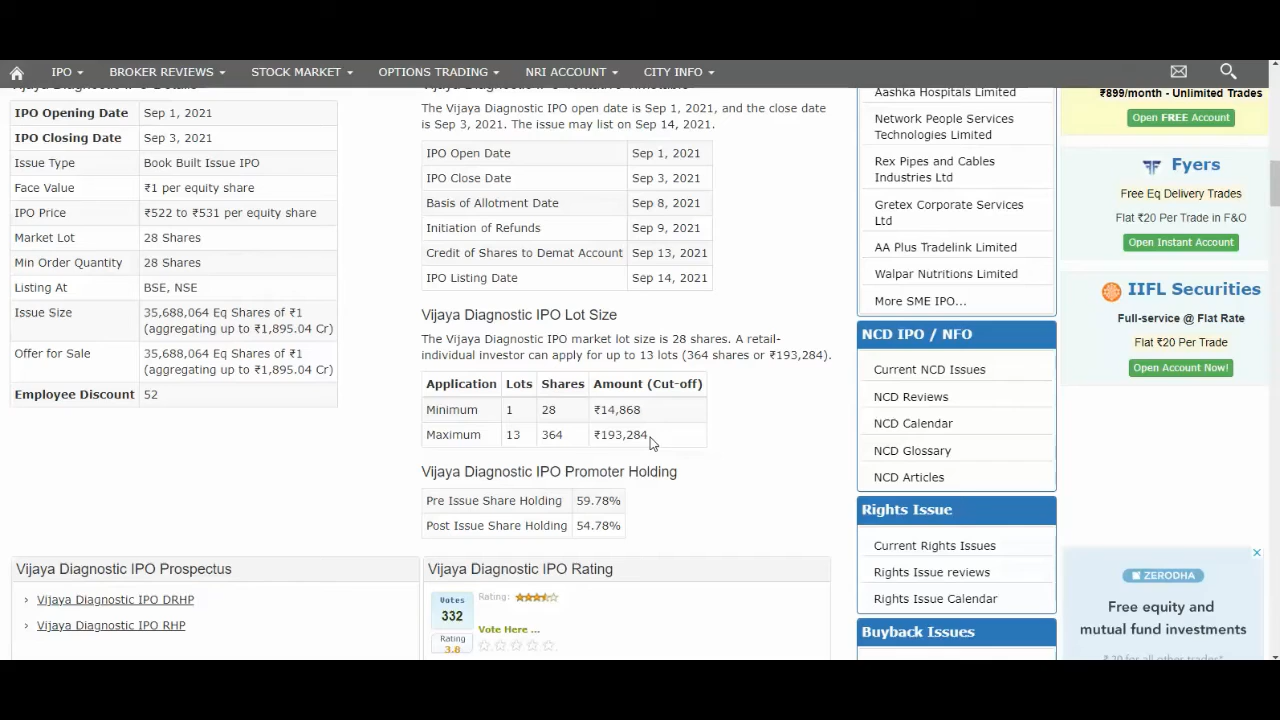 IPO BROKER REVIEWS STOCK MARKET OPTIONS TRADING NRI ACCOUNT CITY INFO
IPO Opening Date Sep 1, 2021
IPO Closing Date Sep 3, 2021
Issue Type Book Built Issue IPO
Face Value ₹1 per equity share
IPO Price ₹522 to ₹531 per equity share
Market Lot 28 Shares
Min Order Quantity 28 Shares
Listing At BSE, NSE
Issue Size 35,688,064 Eq Shares of ₹1
(aggregating up to ₹1,895.04 Cr)
Offer for Sale 35,688,064 Eq Shares of ₹1
(aggregating up to ₹1,895.04 Cr)
Employee Discount 52
The Vijaya Diagnostic IPO open date is Sep 1, 2021, and the close date
is Sep 3, 2021. The issue may list on Sep 14, 2021.
IPO Open Date Sep 1, 2021
IPO Close Date Sep 3, 2021
Basis of Allotment Date Sep 8, 2021
Initiation of Refunds Sep 9, 2021
Credit of Shares to Demat Account Sep 13, 2021
IPO Listing Date Sep 14, 2021
Vijaya Diagnostic IPO Lot Size
The Vijaya Diagnostic IPO market lot size is 28 shares. A retail-
individual investor can apply for up to 13 lots (364 shares or ₹193,284).
Application Lots Shares Amount (Cut-off)
Minimum 1 28 ₹14,868
Maximum 13 364 ₹193,284
Vijaya Diagnostic IPO Promoter Holding
Pre Issue Share Holding 59.78%
Post Issue Share Holding 54.78%
Vijaya Diagnostic IPO Prospectus
› Vijaya Diagnostic IPO DRHP
› Vijaya Diagnostic IPO RHP
Vijaya Diagnostic IPO Rating
Votes
332
Rating
3.8
Rating:
Vote Here ...
Aashka Hospitals Limited
Network People Services
Technologies Limited
Rex Pipes and Cables
Industries Ltd
Gretex Corporate Services
Ltd
AA Plus Tradelink Limited
Walpar Nutritions Limited
More SME IPO...
NCD IPO / NFO
Current NCD Issues
NCD Reviews
NCD Calendar
NCD Glossary
NCD Articles
Rights Issue
Current Rights Issues
Rights Issue reviews
Rights Issue Calendar
Buyback Issues
₹899/month - Unlimited Trades
Open FREE Account
Fyers
Free Eq Delivery Trades
Flat ₹20 Per Trade in F&O
Open Instant Account
IIFL Securities
Full-service @ Flat Rate
Flat ₹20 Per Trade
Open Account Now!
ZERODHA
Free equity and
mutual fund investments